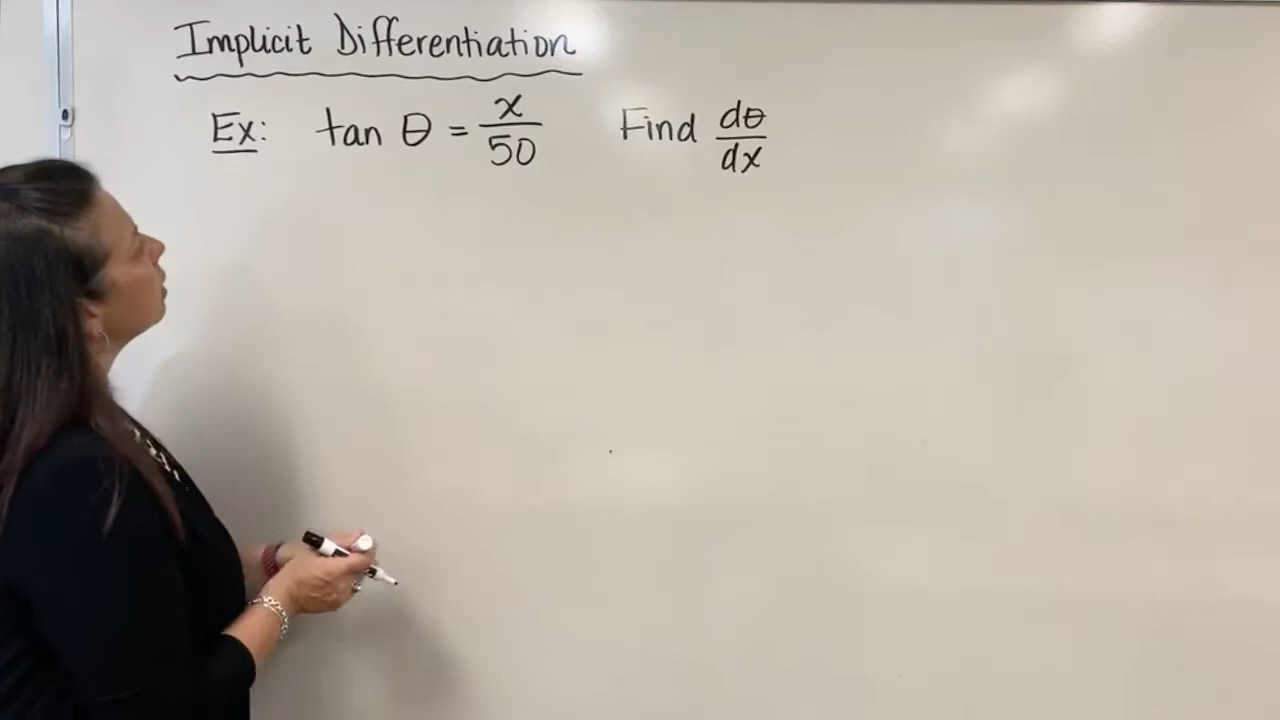 Implicit Differentiation
Ex: tan θ = x/50 Find dθ/dx